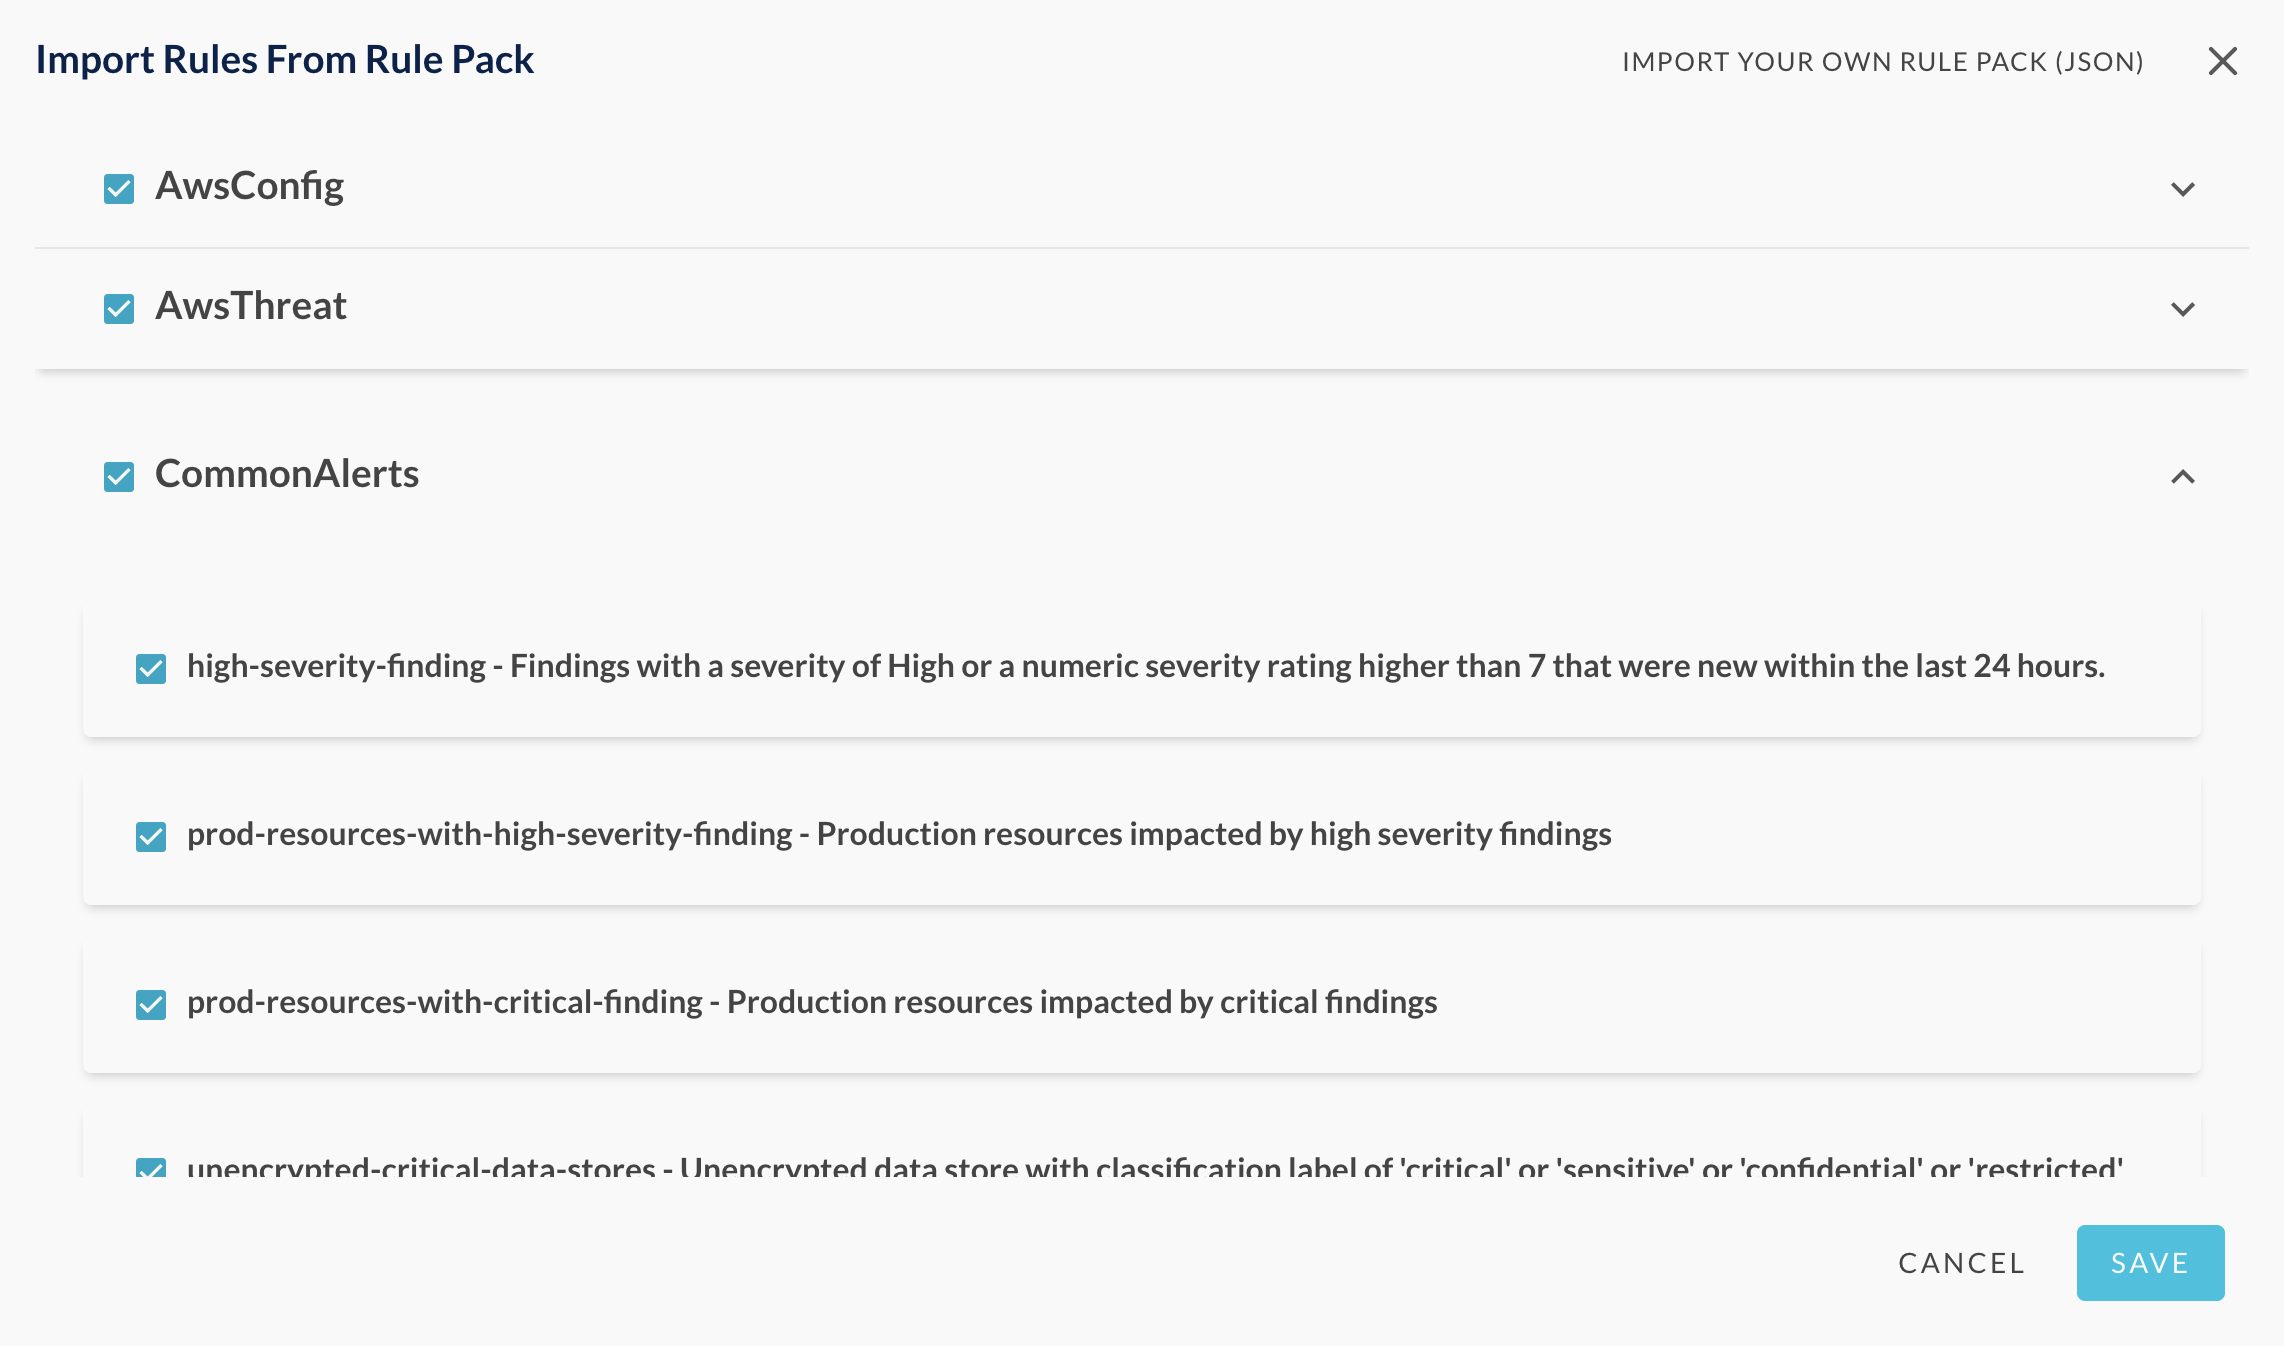 Import Rules From Rule Pack
IMPORT YOUR OWN RULE PACK (JSON)
AwsConfig
AwsThreat
CommonAlerts
high-severity-finding - Findings with a severity of High or a numeric severity rating higher than 7 that were new within the last 24 hours.
prod-resources-with-high-severity-finding - Production resources impacted by high severity findings
prod-resources-with-critical-finding - Production resources impacted by critical findings
unencrypted-critical-data-stores - Unencrypted data store with classification label of 'critical' or 'sensitive' or 'confidential' or 'restricted'
CANCEL
SAVE